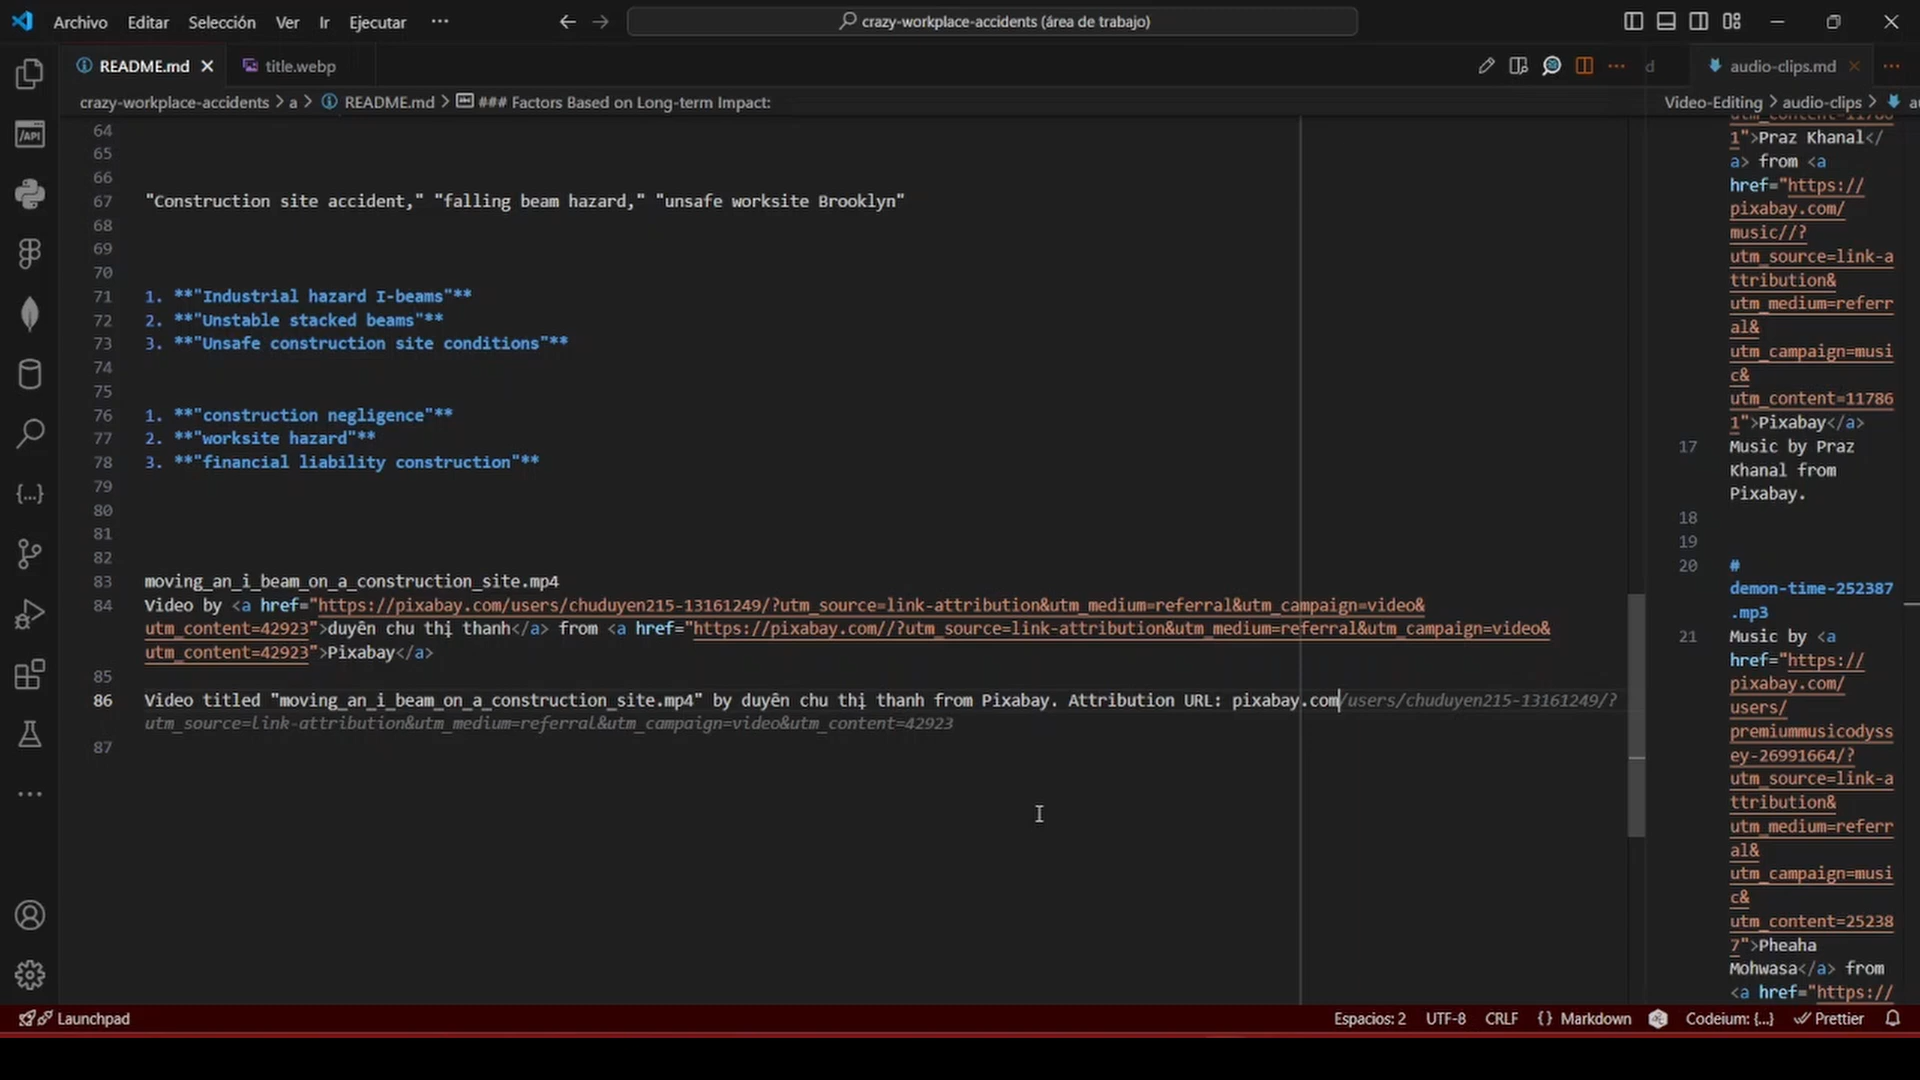 Archivo Editar Selección Ver Ir Ejecutar ···
crazy-workplace-accidents (área de trabajo)
README.md
title.webp
audio-clips.md
crazy-workplace-accidents > a > README.md > ### Factors Based on Long-term Impact:
Video-Editing > audio-clips >
64
65
66
67 "Construction site accident," "falling beam hazard," "unsafe worksite Brooklyn"
68
69
70
71 1. **"Industrial hazard I-beams"**
72 2. **"Unstable stacked beams"**
73 3. **"Unsafe construction site conditions"**
74
75
76 1. **"construction negligence"**
77 2. **"worksite hazard"**
78 3. **"financial liability construction"**
79
80
81
82
83 moving_an_i_beam_on_a_construction_site.mp4
84 Video by <a href="https://pixabay.com/users/chuduyen215-13161249/?utm_source=link-attribution&utm_medium=referral&utm_campaign=video&
utm_content=42923">duyên chu thị thanh</a> from <a href="https://pixabay.com//?utm_source=link-attribution&utm_medium=referral&utm_campaign=video&
utm_content=42923">Pixabay</a>
85
86 Video titled "moving_an_i_beam_on_a_construction_site.mp4" by duyên chu thị thanh from Pixabay. Attribution URL: pixabay.com/users/chuduyen215-13161249/?
utm_source=link-attribution&utm_medium=referral&utm_campaign=video&utm_content=42923
87
1">Praz Khanal</
a> from <a
href="https://
pixabay.com/
music//?
utm_source=link-a
ttribution&
utm_medium=referr
al&
utm_campaign=musi
c&
utm_content=11786
1">Pixabay</a>
17 Music by Praz
Khanal from
Pixabay.
18
19
20 #
demon-time-252387
.mp3
21 Music by <a
href="https://
pixabay.com/
users/
premiummusicodyss
ey-26991664/?
utm_source=link-a
ttribution&
utm_medium=referr
al&
utm_campaign=musi
c&
utm_content=25238
7">Pheaha
Mohwasa</a> from
<a href="https://
/API
{...}
Launchpad
Espacios: 2 UTF-8 CRLF {} Markdown Codeium: {...} Prettier